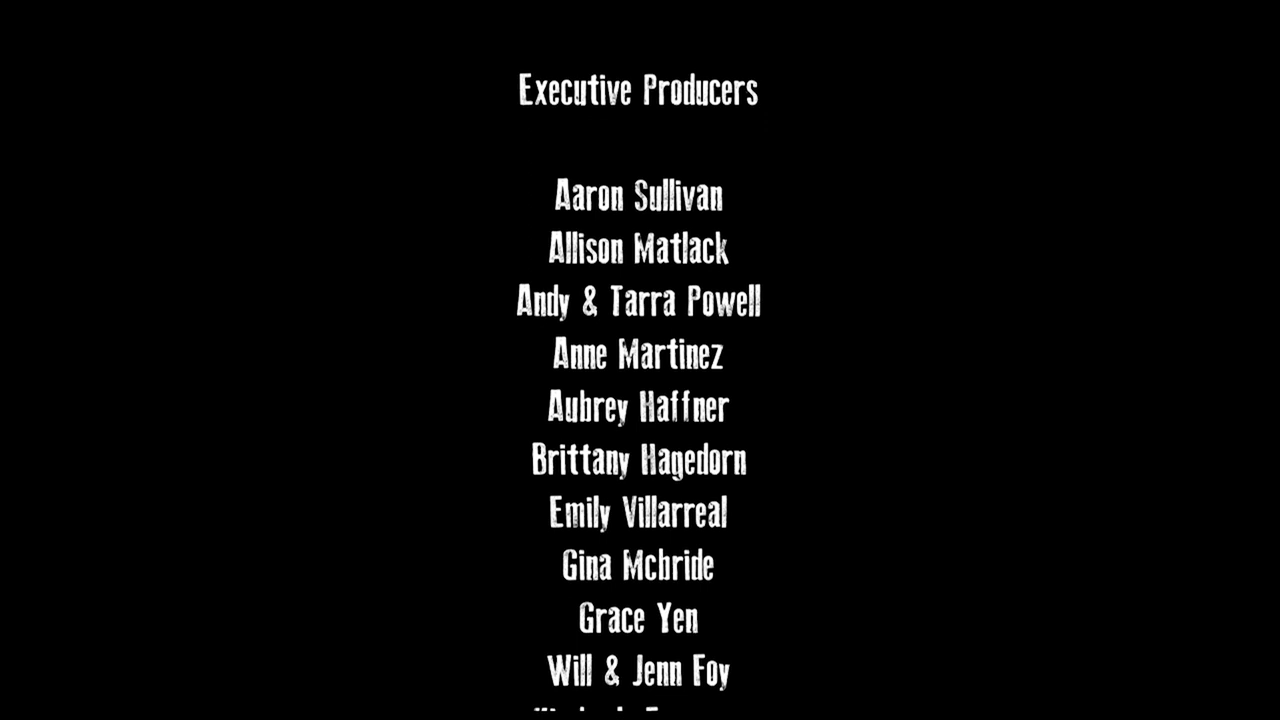 Executive Producers
Aaron Sullivan
Allison Matlack
Andy & Tarra Powell
Anne Martinez
Aubrey Haffner
Brittany Hagedorn
Emily Villarreal
Gina Mcbride
Grace Yen
Will & Jenn Foy